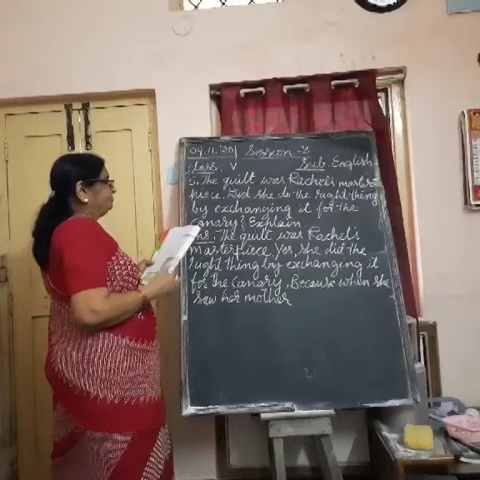 09.11.'20 Session-2
Class. V Sub. English
5. The quilt was Rachel's master-
piece. Did she do the right thing
by exchanging it for the
canary? Explain
Ans. The quilt was Rachel's
masterpiece. Yes, she did the
right thing by exchanging it
for the canary. Because when she
saw her mother